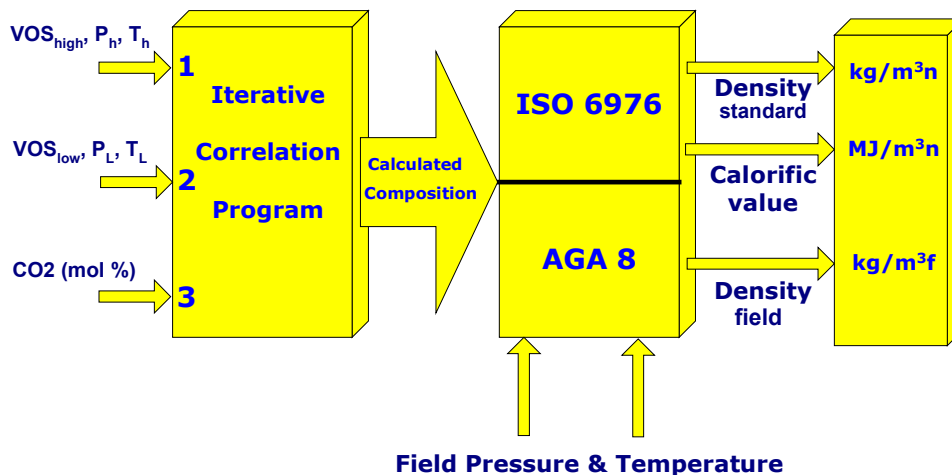 VOShigh, Ph, Th
1
Iterative
Correlation
Program
VOSlow, PL, TL
2
CO2 (mol %)
3
Calculated
Composition
ISO 6976
AGA 8
Density
standard
Calorific
value
Density
field
kg/m³n
MJ/m³n
kg/m³f
Field Pressure & Temperature